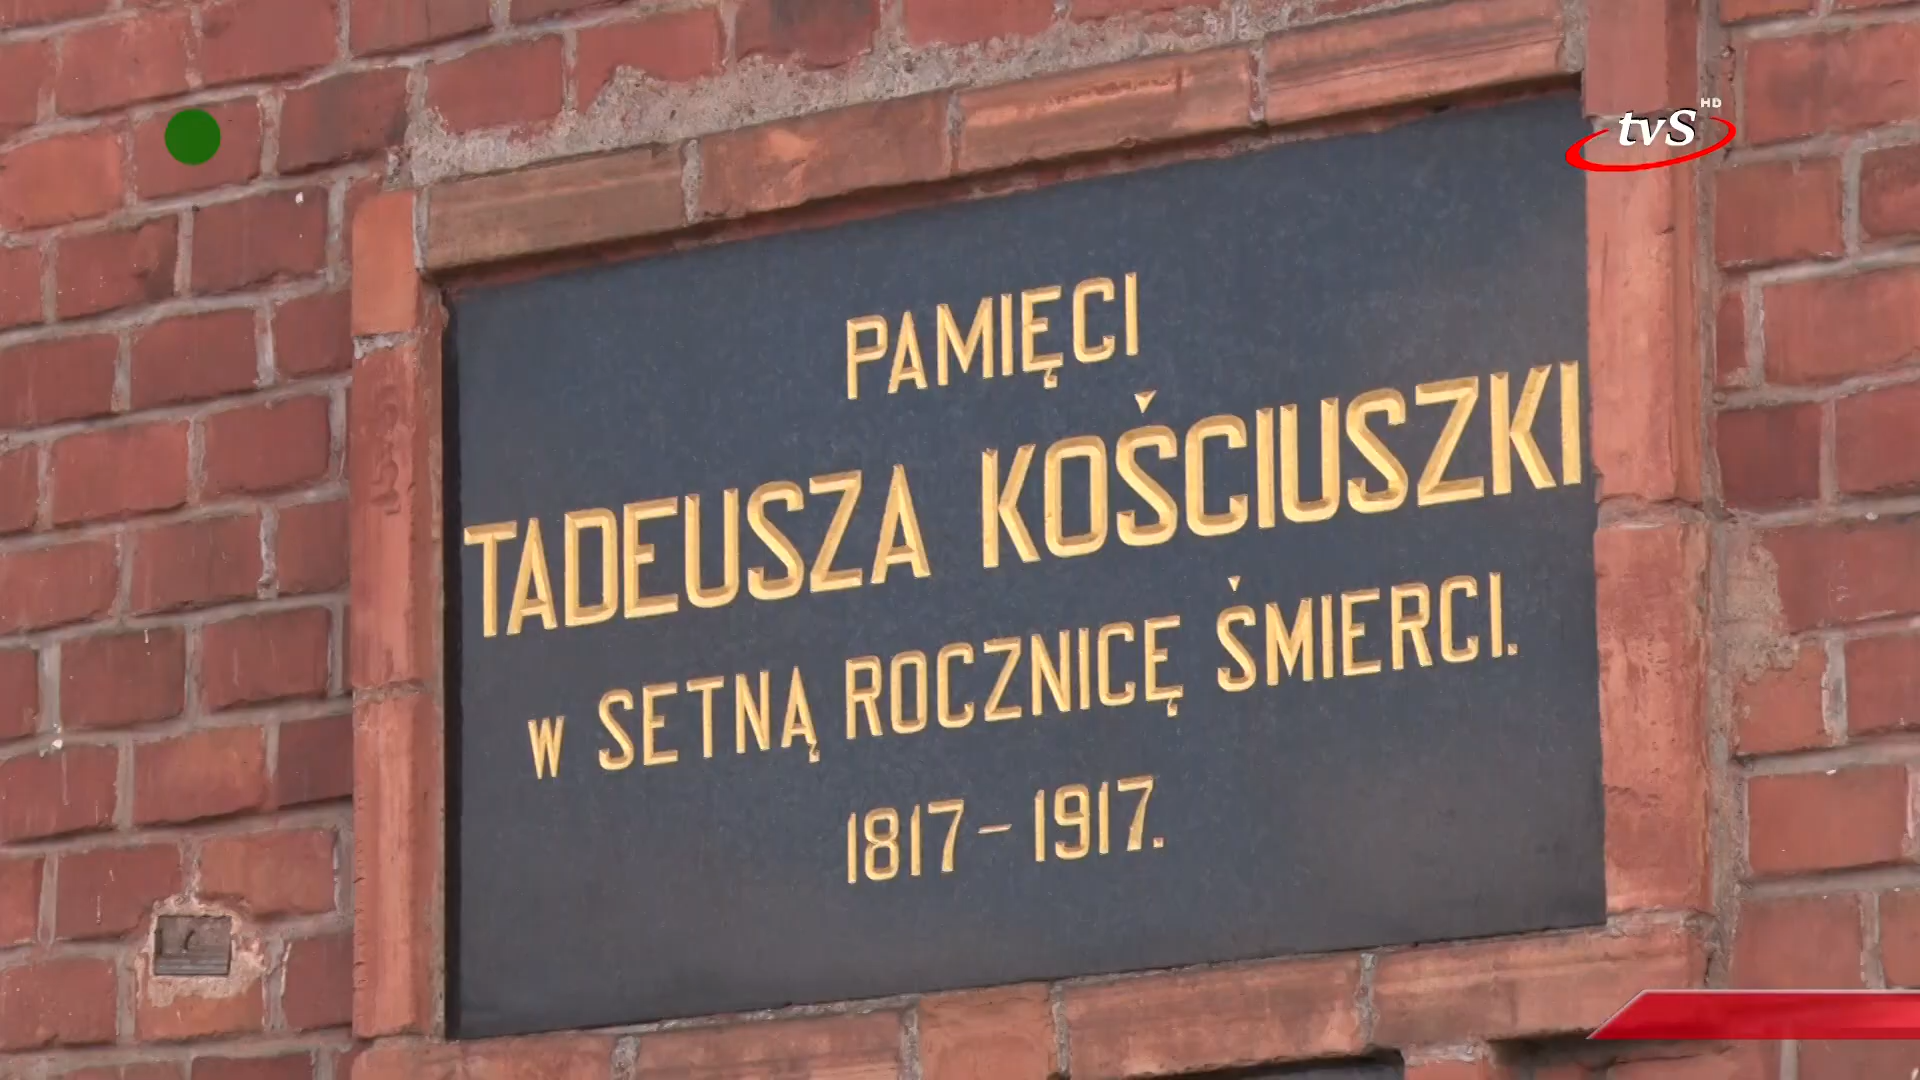 tvS HD
PAMIĘCI
TADEUSZA KOŚCIUSZKI
W SETNĄ ROCZNICĘ ŚMIERCI.
1817 – 1917.